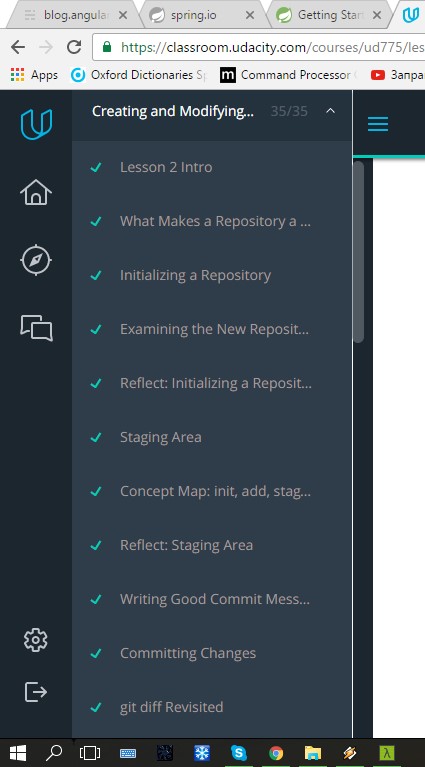 blog.angula
spring.io
Getting Star
https://classroom.udacity.com/courses/ud775/les
Apps
Oxford Dictionaries S
Command Processor
Запра
Creating and Modifying... 35/35
Lesson 2 Intro
What Makes a Repository a ...
Initializing a Repository
Examining the New Reposit...
Reflect: Initializing a Reposit...
Staging Area
Concept Map: init, add, stag...
Reflect: Staging Area
Writing Good Commit Mess...
Committing Changes
git diff Revisited